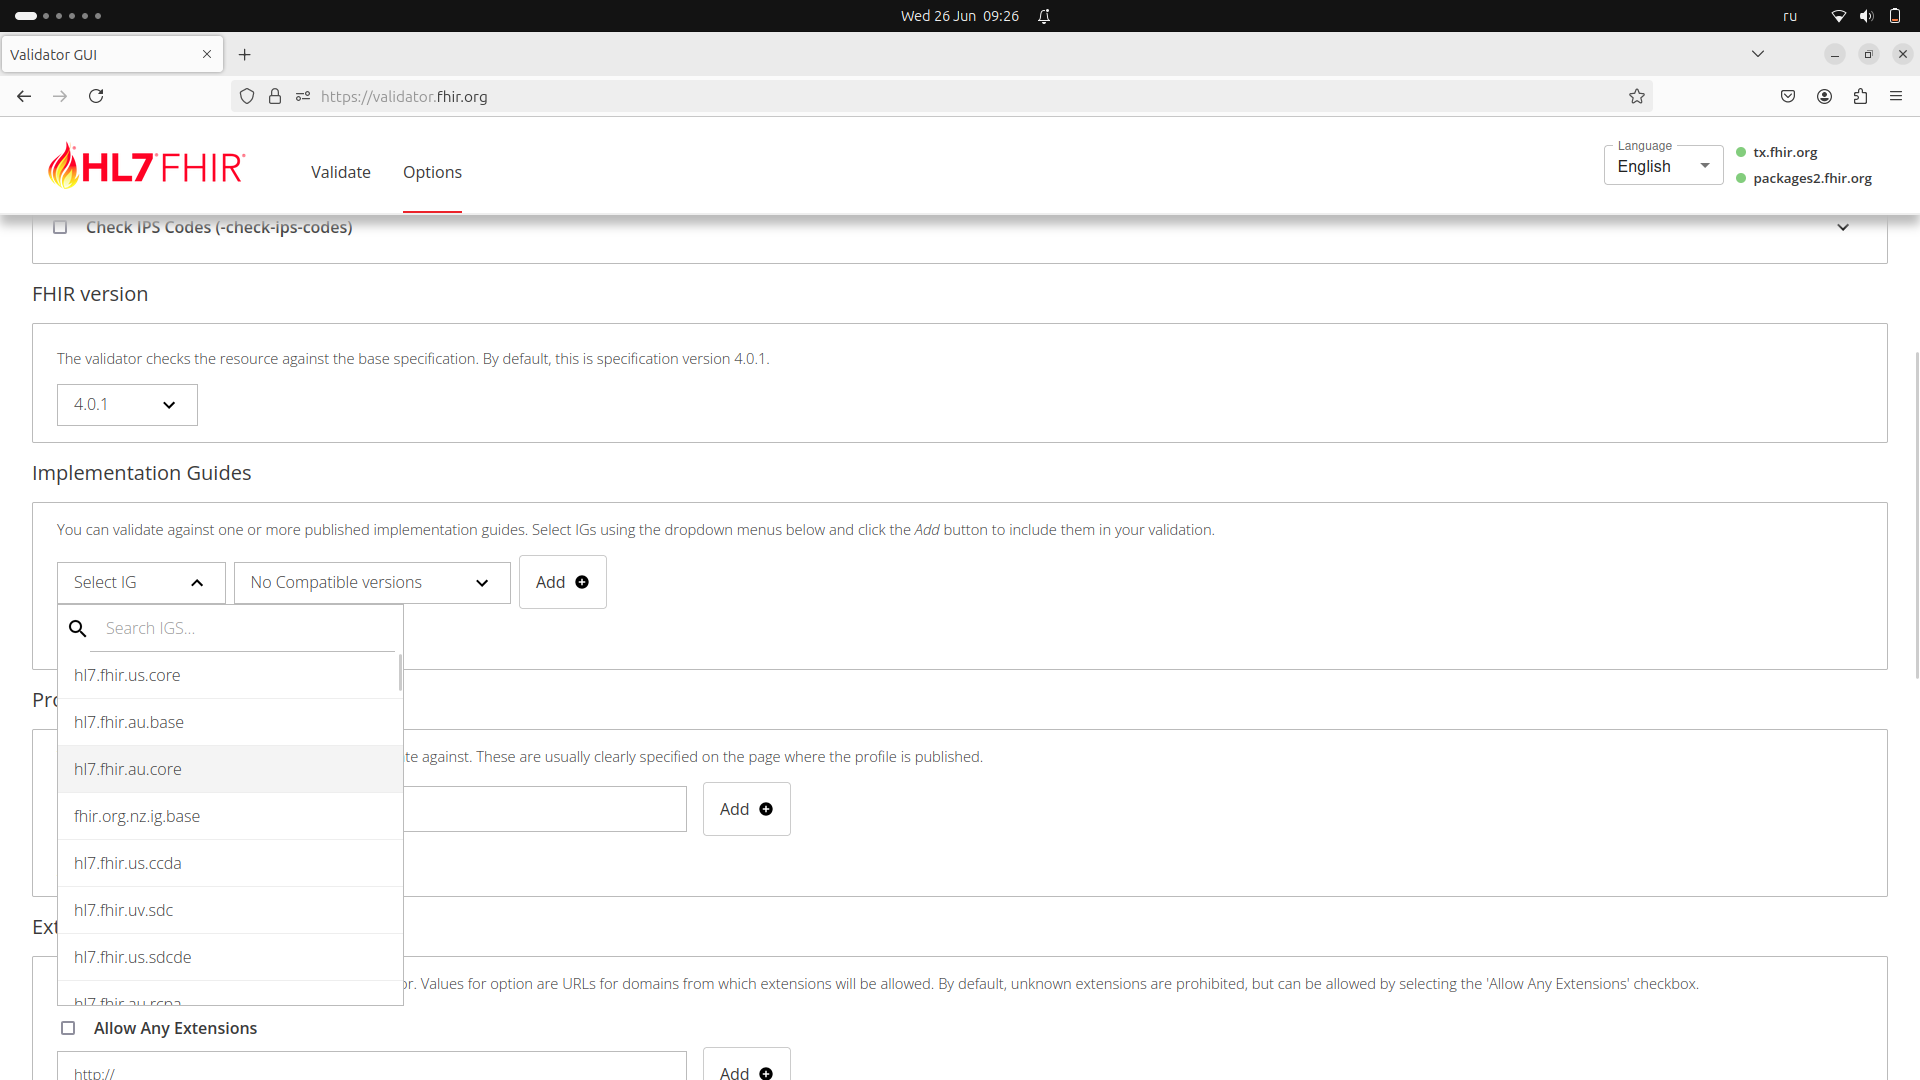 Wed 26 Jun 09:26
ru
Validator GUI
https://validator.fhir.org
HL7 FHIR
Validate
Options
Language
English
tx.fhir.org
packages2.fhir.org
Check IPS Codes (-check-ips-codes)
FHIR version
The validator checks the resource against the base specification. By default, this is specification version 4.0.1.
4.0.1
Implementation Guides
You can validate against one or more published implementation guides. Select IGs using the dropdown menus below and click the Add button to include them in your validation.
Select IG
No Compatible versions
Add
Search IGS...
hl7.fhir.us.core
Pro
hl7.fhir.au.base
te against. These are usually clearly specified on the page where the profile is published.
hl7.fhir.au.core
Add
fhir.org.nz.ig.base
hl7.fhir.us.ccda
hl7.fhir.uv.sdc
Ext
hl7.fhir.us.sdcde
or. Values for option are URLs for domains from which extensions will be allowed. By default, unknown extensions are prohibited, but can be allowed by selecting the 'Allow Any Extensions' checkbox.
hl7.fhir.au.rcpa
Allow Any Extensions
http://
Add